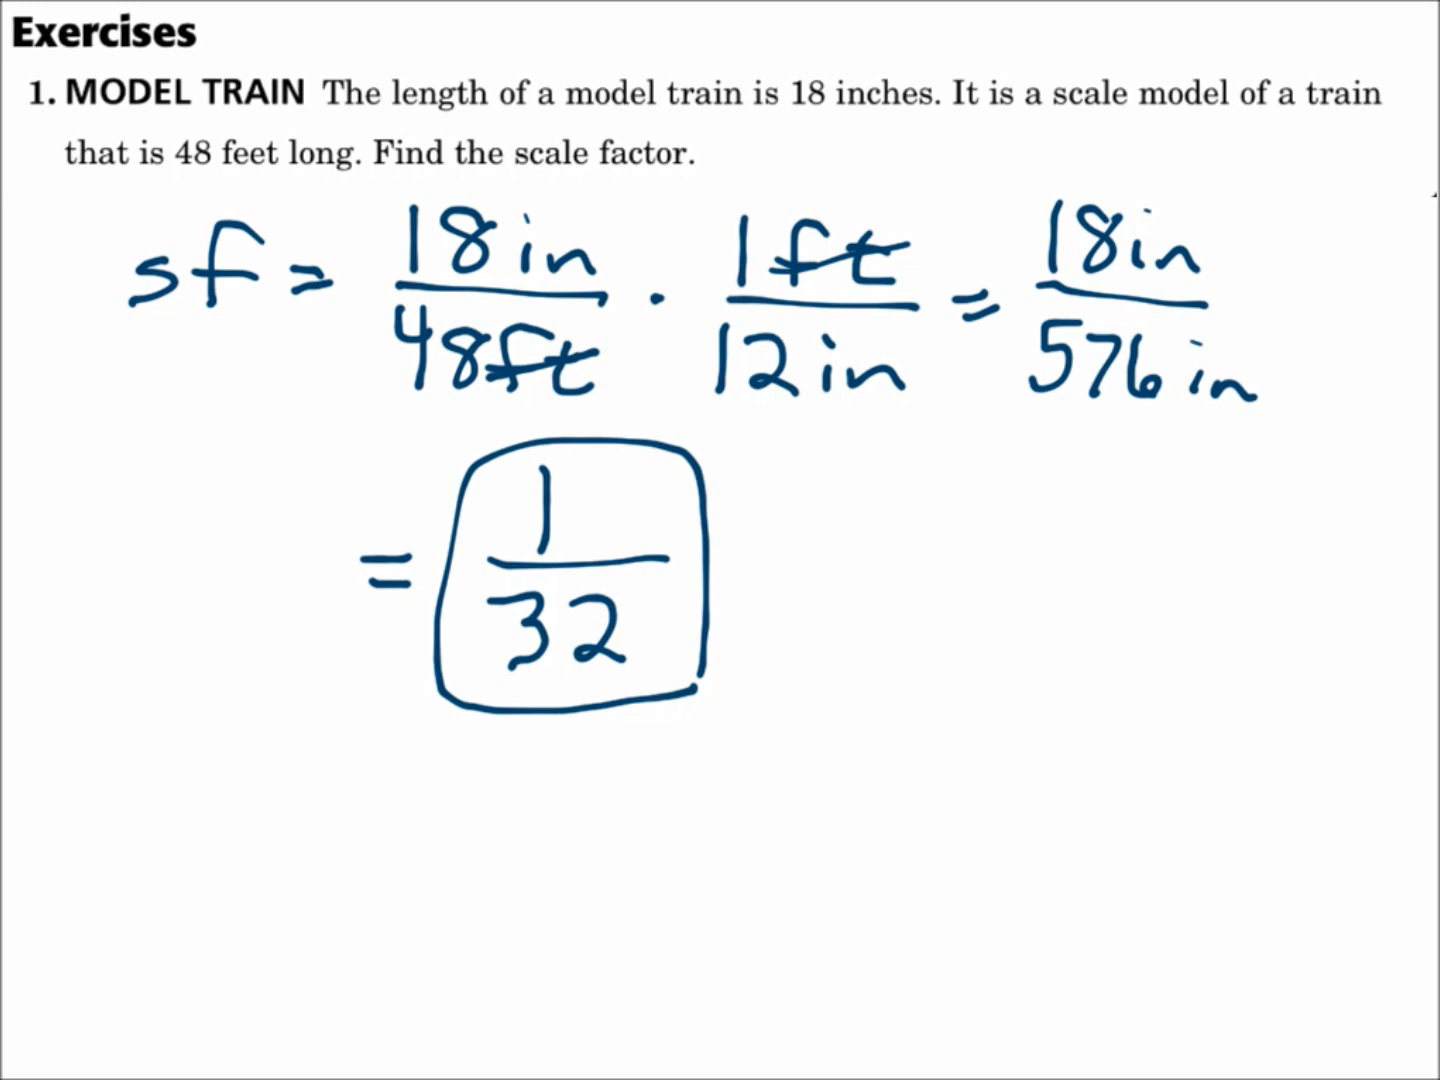 Exercises
1. MODEL TRAIN The length of a model train is 18 inches. It is a scale model of a train
that is 48 feet long. Find the scale factor.
sf = 18 in / 48 ft · 1 ft / 12 in = 18 in / 576 in
= 1 / 32